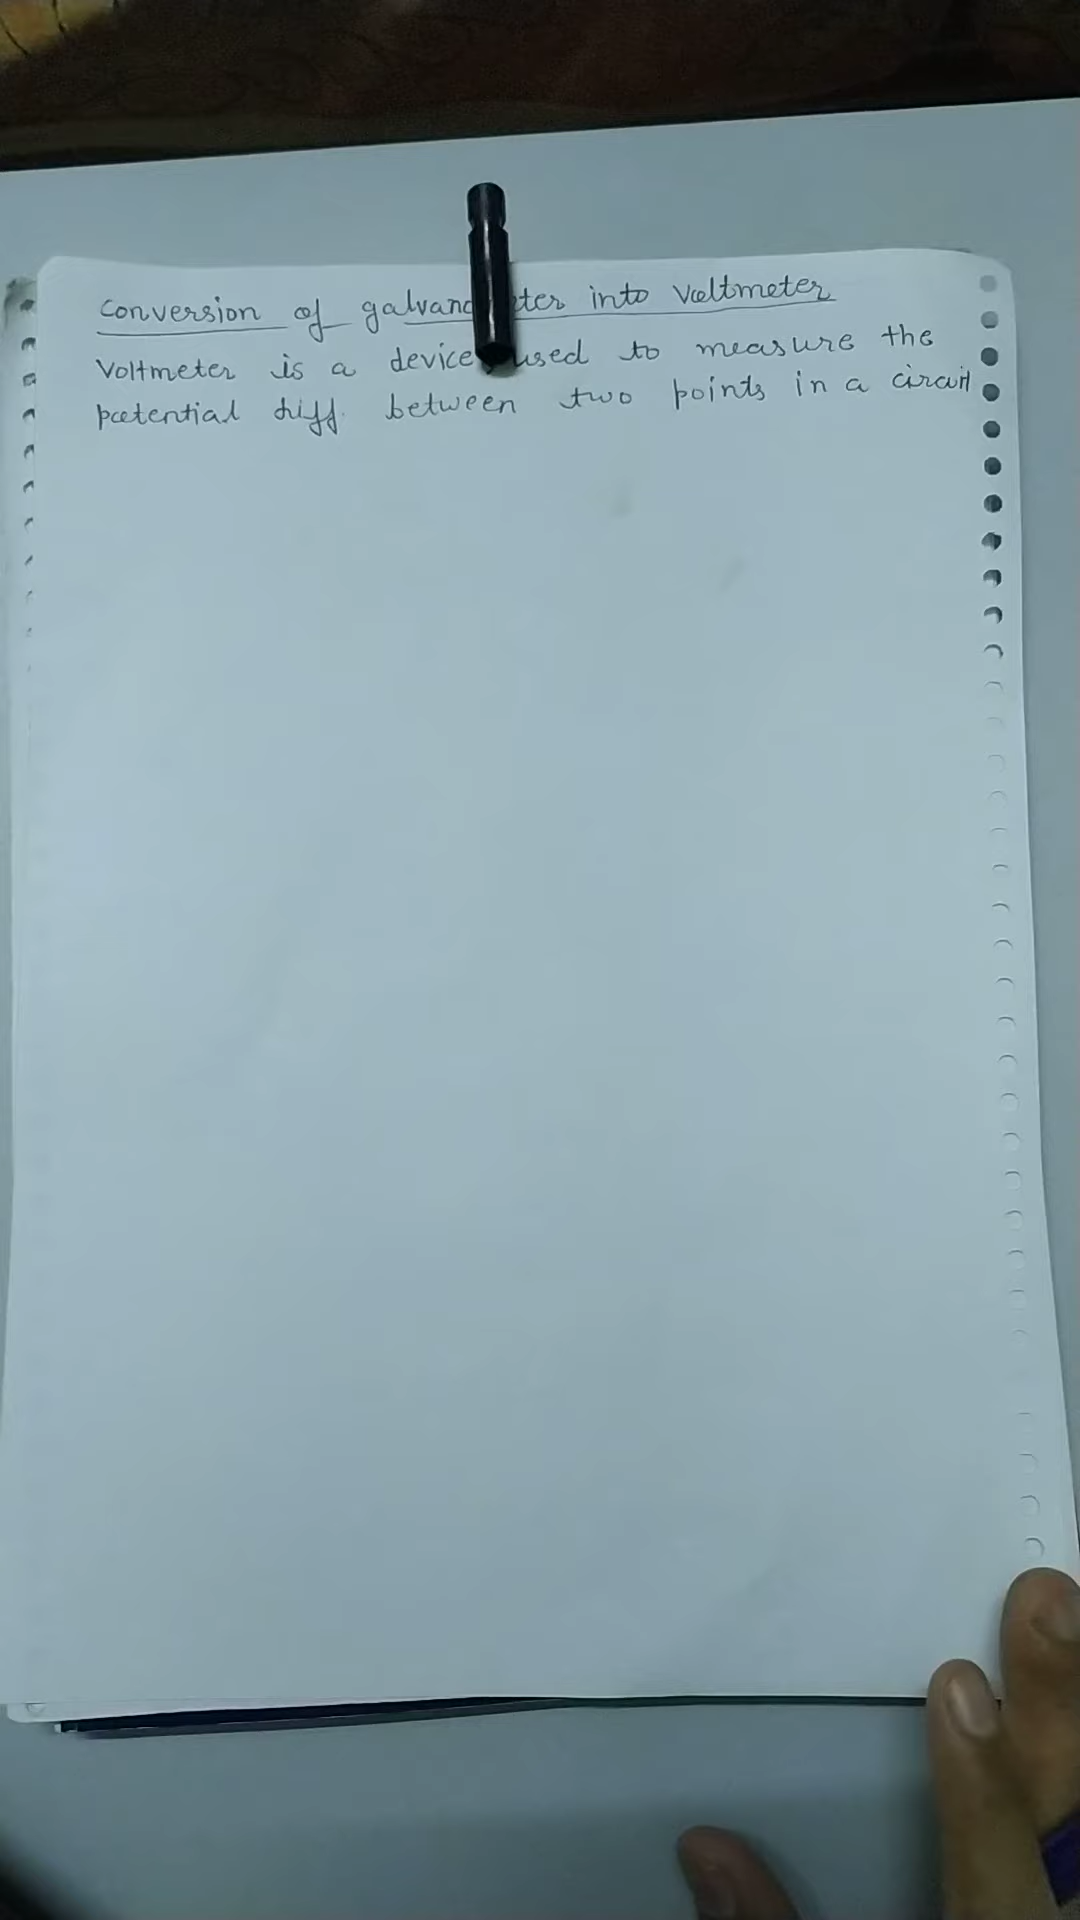 conversion of galvano ter into Voltmeter
Voltmeter is a device used to measure the
potential diff. between two points in a circuit